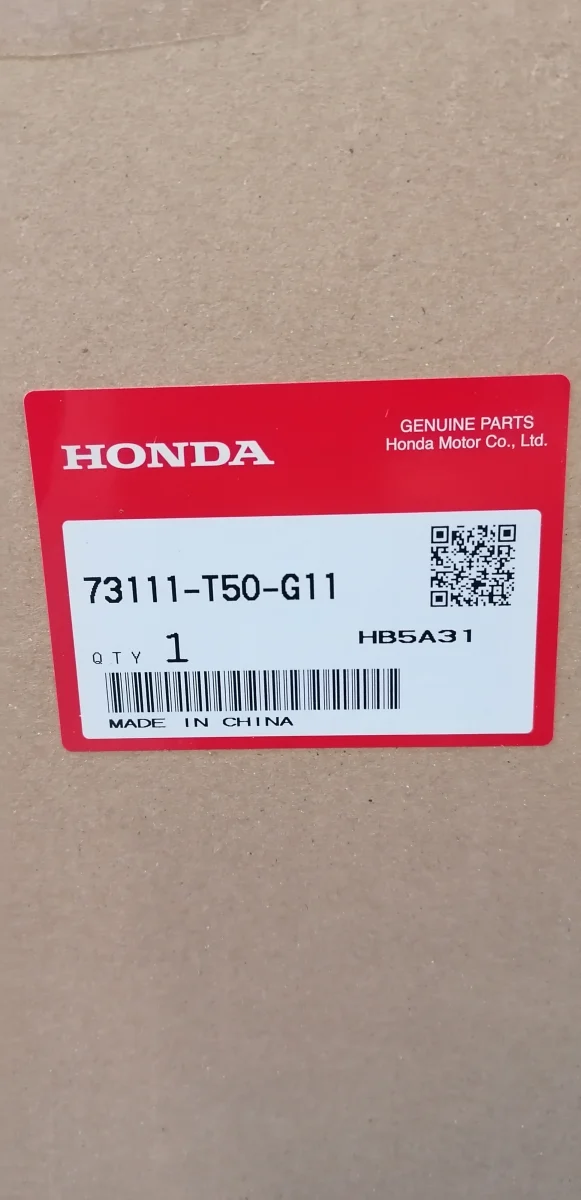 HONDA
GENUINE PARTS
Honda Motor Co., Ltd.
73111-T50-G11
QTY 1
HB5A31
MADE IN CHINA